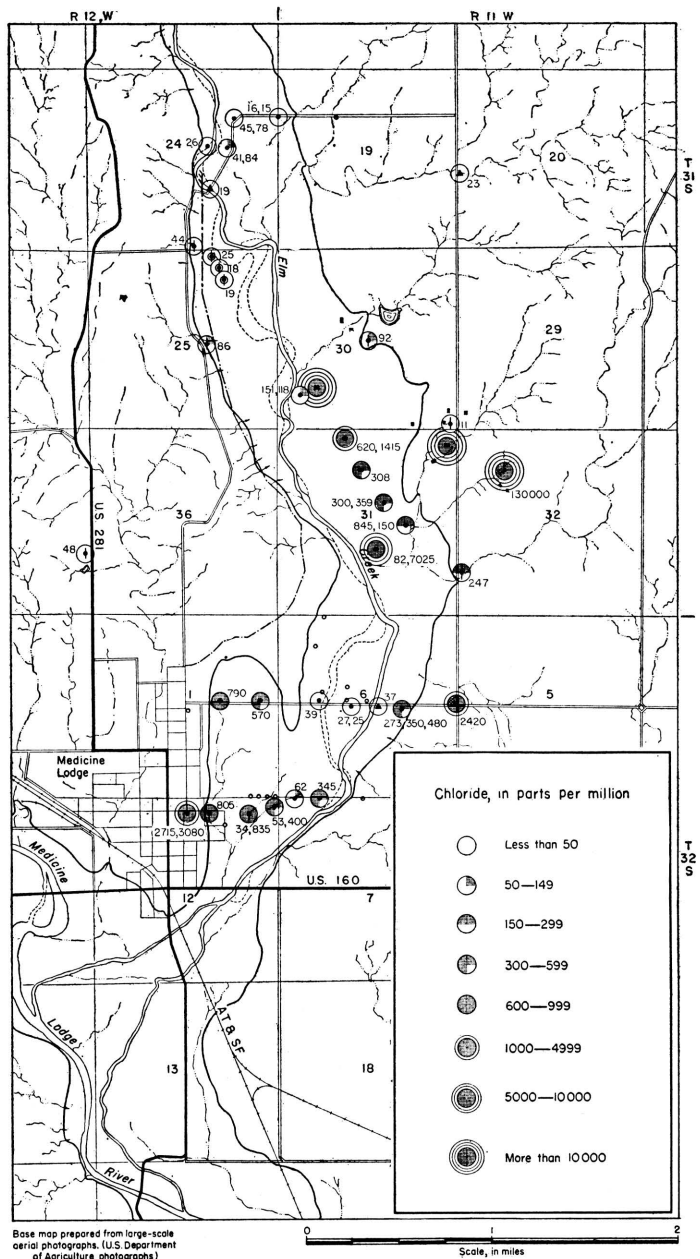 R 12 W
R 11 W
16,15
45,78
24
26
41,84
19
20
T
31
S
23
19
44
25
18
19
Elm
25
86
30
92
29
151,118
11
620, 1415
308
130000
300, 359
36
31
845, 150
32
US 281
48
82,7025
Creek
247
1
790
570
39
6
27,25
37
273, 350, 480
5
2420
Medicine
Lodge
62
345
805
2715,3080
34,835
53,400
Medicine
T
32
S
U.S. 160
12
7
Lodge
AT & SF
13
18
River
Chloride, in parts per million
Less than 50
50—149
150—299
300—599
600—999
1000—4999
5000—10000
More than 10000
Base map prepared from large-scale
aerial photographs. (U.S. Department
of Agriculture photographs)
0 1 2
Scale, in miles